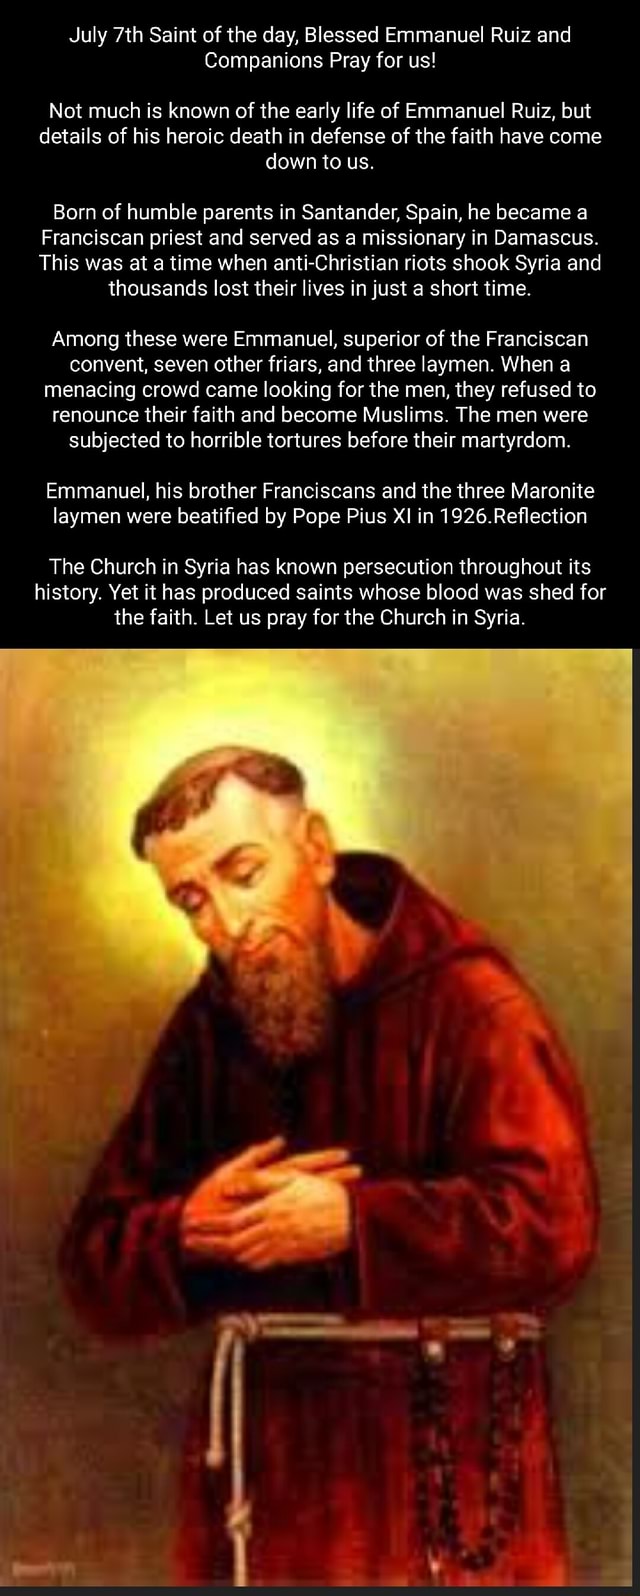 July 7th Saint of the day, Blessed Emmanuel Ruiz and
Companions Pray for us!
Not much is known of the early life of Emmanuel Ruiz, but
details of his heroic death in defense of the faith have come
down to us.
Born of humble parents in Santander, Spain, he became a
Franciscan priest and served as a missionary in Damascus.
This was at a time when anti-Christian riots shook Syria and
thousands lost their lives in just a short time.
Among these were Emmanuel, superior of the Franciscan
convent, seven other friars, and three laymen. When a
menacing crowd came looking for the men, they refused to
renounce their faith and become Muslims. The men were
subjected to horrible tortures before their martyrdom.
Emmanuel, his brother Franciscans and the three Maronite
laymen were beatified by Pope Pius XI in 1926.Reflection
The Church in Syria has known persecution throughout its
history. Yet it has produced saints whose blood was shed for
the faith. Let us pray for the Church in Syria.